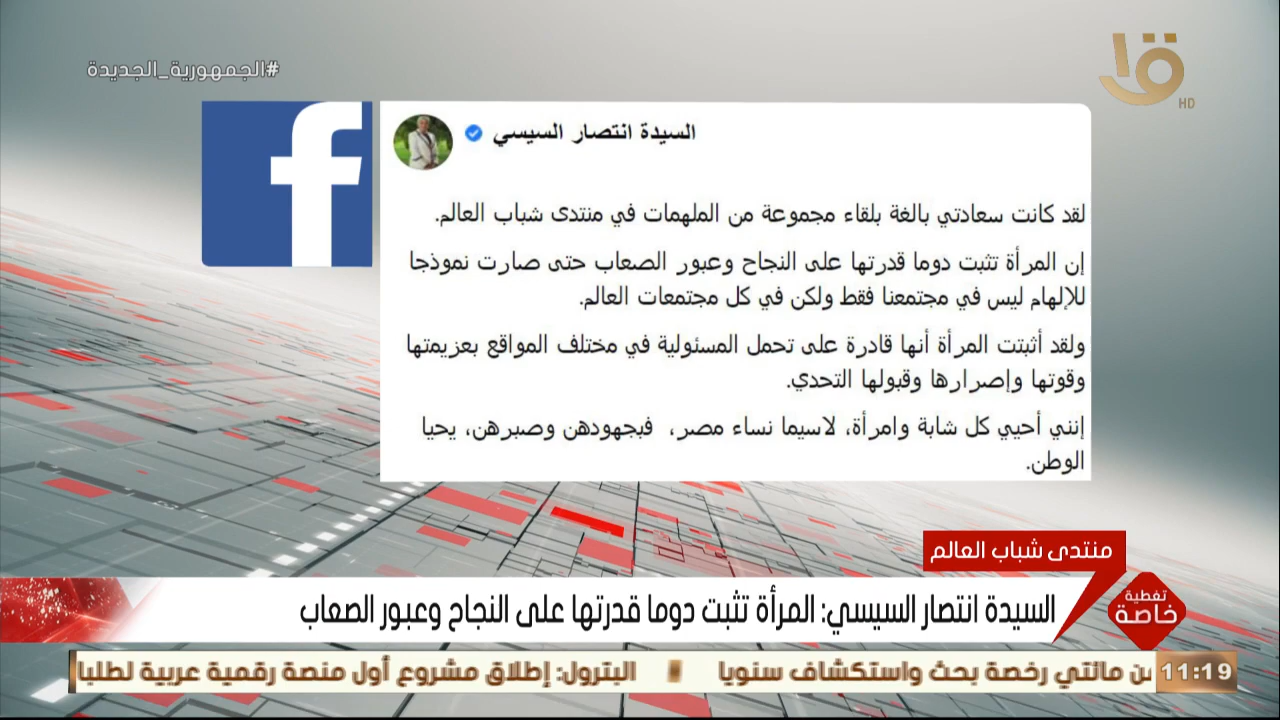 #الجمهورية_الجديدة
HD
السيدة انتصار السيسي
لقد كانت سعادتي بالغة بلقاء مجموعة من الملهمات في منتدى شباب العالم.
إن المرأة تثبت دوما قدرتها على النجاح وعبور الصعاب حتى صارت نموذجا
للإلهام ليس في مجتمعنا فقط ولكن في كل مجتمعات العالم.
ولقد أثبتت المرأة أنها قادرة على تحمل المسئولية في مختلف المواقع بعزيمتها
وقوتها وإصرارها وقبولها التحدي.
إنني أحيي كل شابة وامرأة، لاسيما نساء مصر، فبجهودهن وصبرهن، يحيا
الوطن.
منتدى شباب العالم
تغطية
خاصة
السيدة انتصار السيسي: المرأة تثبت دوما قدرتها على النجاح وعبور الصعاب
11:19
مائتي رخصة بحث واستكشاف سنويا البترول: إطلاق مشروع أول منصة رقمية عربية لطلبا